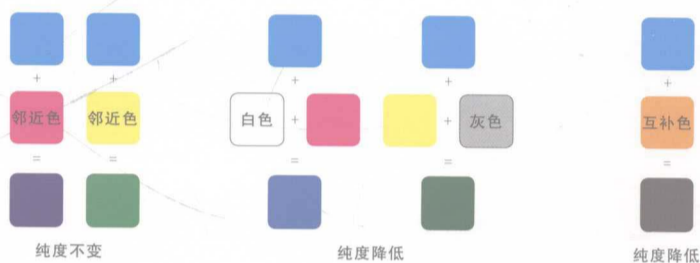 + + + + +
邻近色 邻近色 白色 + + 灰色 互补色
= = = = =
纯度不变 纯度降低 纯度降低